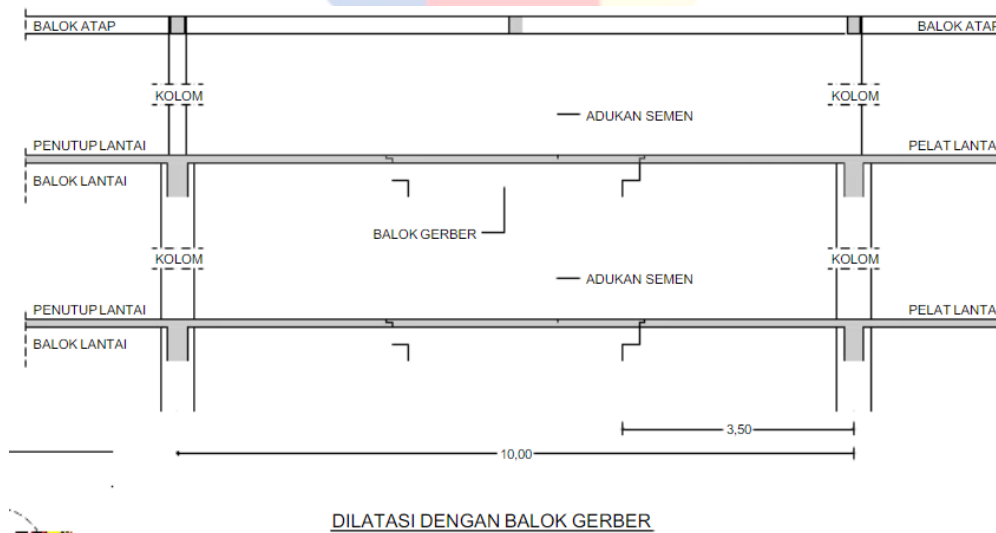 BALOK ATAP
BALOK ATAP
KOLOM
KOLOM
ADUKAN SEMEN
PENUTUP LANTAI
PELAT LANTA
BALOK LANTAI
BALOK GERBER
KOLOM
KOLOM
ADUKAN SEMEN
PENUTUP LANTAI
PELAT LANTA
BALOK LANTAI
3,50
10,00
DILATASI DENGAN BALOK GERBER